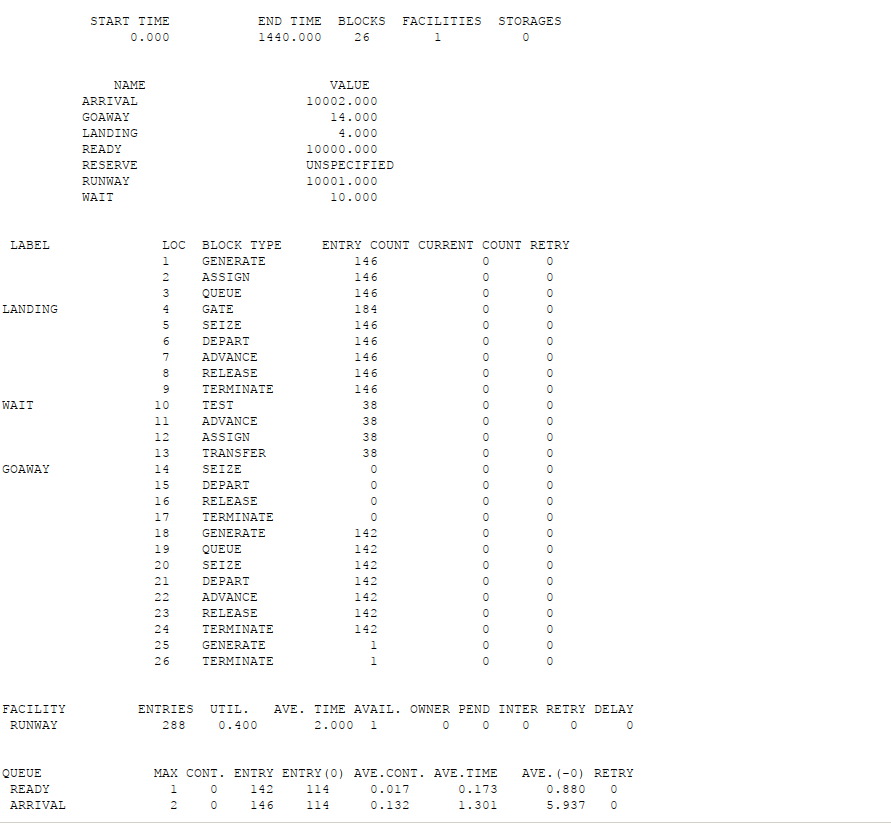 START TIME END TIME BLOCKS FACILITIES STORAGES
0.000 1440.000 26 1 0
NAME VALUE
ARRIVAL 10002.000
GOAWAY 14.000
LANDING 4.000
READY 10000.000
RESERVE UNSPECIFIED
RUNWAY 10001.000
WAIT 10.000
LABEL LOC BLOCK TYPE ENTRY COUNT CURRENT COUNT RETRY
1 GENERATE 146 0 0
2 ASSIGN 146 0 0
3 QUEUE 146 0 0
LANDING 4 GATE 184 0 0
5 SEIZE 146 0 0
6 DEPART 146 0 0
7 ADVANCE 146 0 0
8 RELEASE 146 0 0
9 TERMINATE 146 0 0
WAIT 10 TEST 38 0 0
11 ADVANCE 38 0 0
12 ASSIGN 38 0 0
13 TRANSFER 38 0 0
GOAWAY 14 SEIZE 0 0 0
15 DEPART 0 0 0
16 RELEASE 0 0 0
17 TERMINATE 0 0 0
18 GENERATE 142 0 0
19 QUEUE 142 0 0
20 SEIZE 142 0 0
21 DEPART 142 0 0
22 ADVANCE 142 0 0
23 RELEASE 142 0 0
24 TERMINATE 142 0 0
25 GENERATE 1 0 0
26 TERMINATE 1 0 0
FACILITY ENTRIES UTIL. AVE. TIME AVAIL. OWNER PEND INTER RETRY DELAY
RUNWAY 288 0.400 2.000 1 0 0 0 0 0
QUEUE MAX CONT. ENTRY ENTRY(0) AVE.CONT. AVE.TIME AVE.(-0) RETRY
READY 1 0 142 114 0.017 0.173 0.880 0
ARRIVAL 2 0 146 114 0.132 1.301 5.937 0